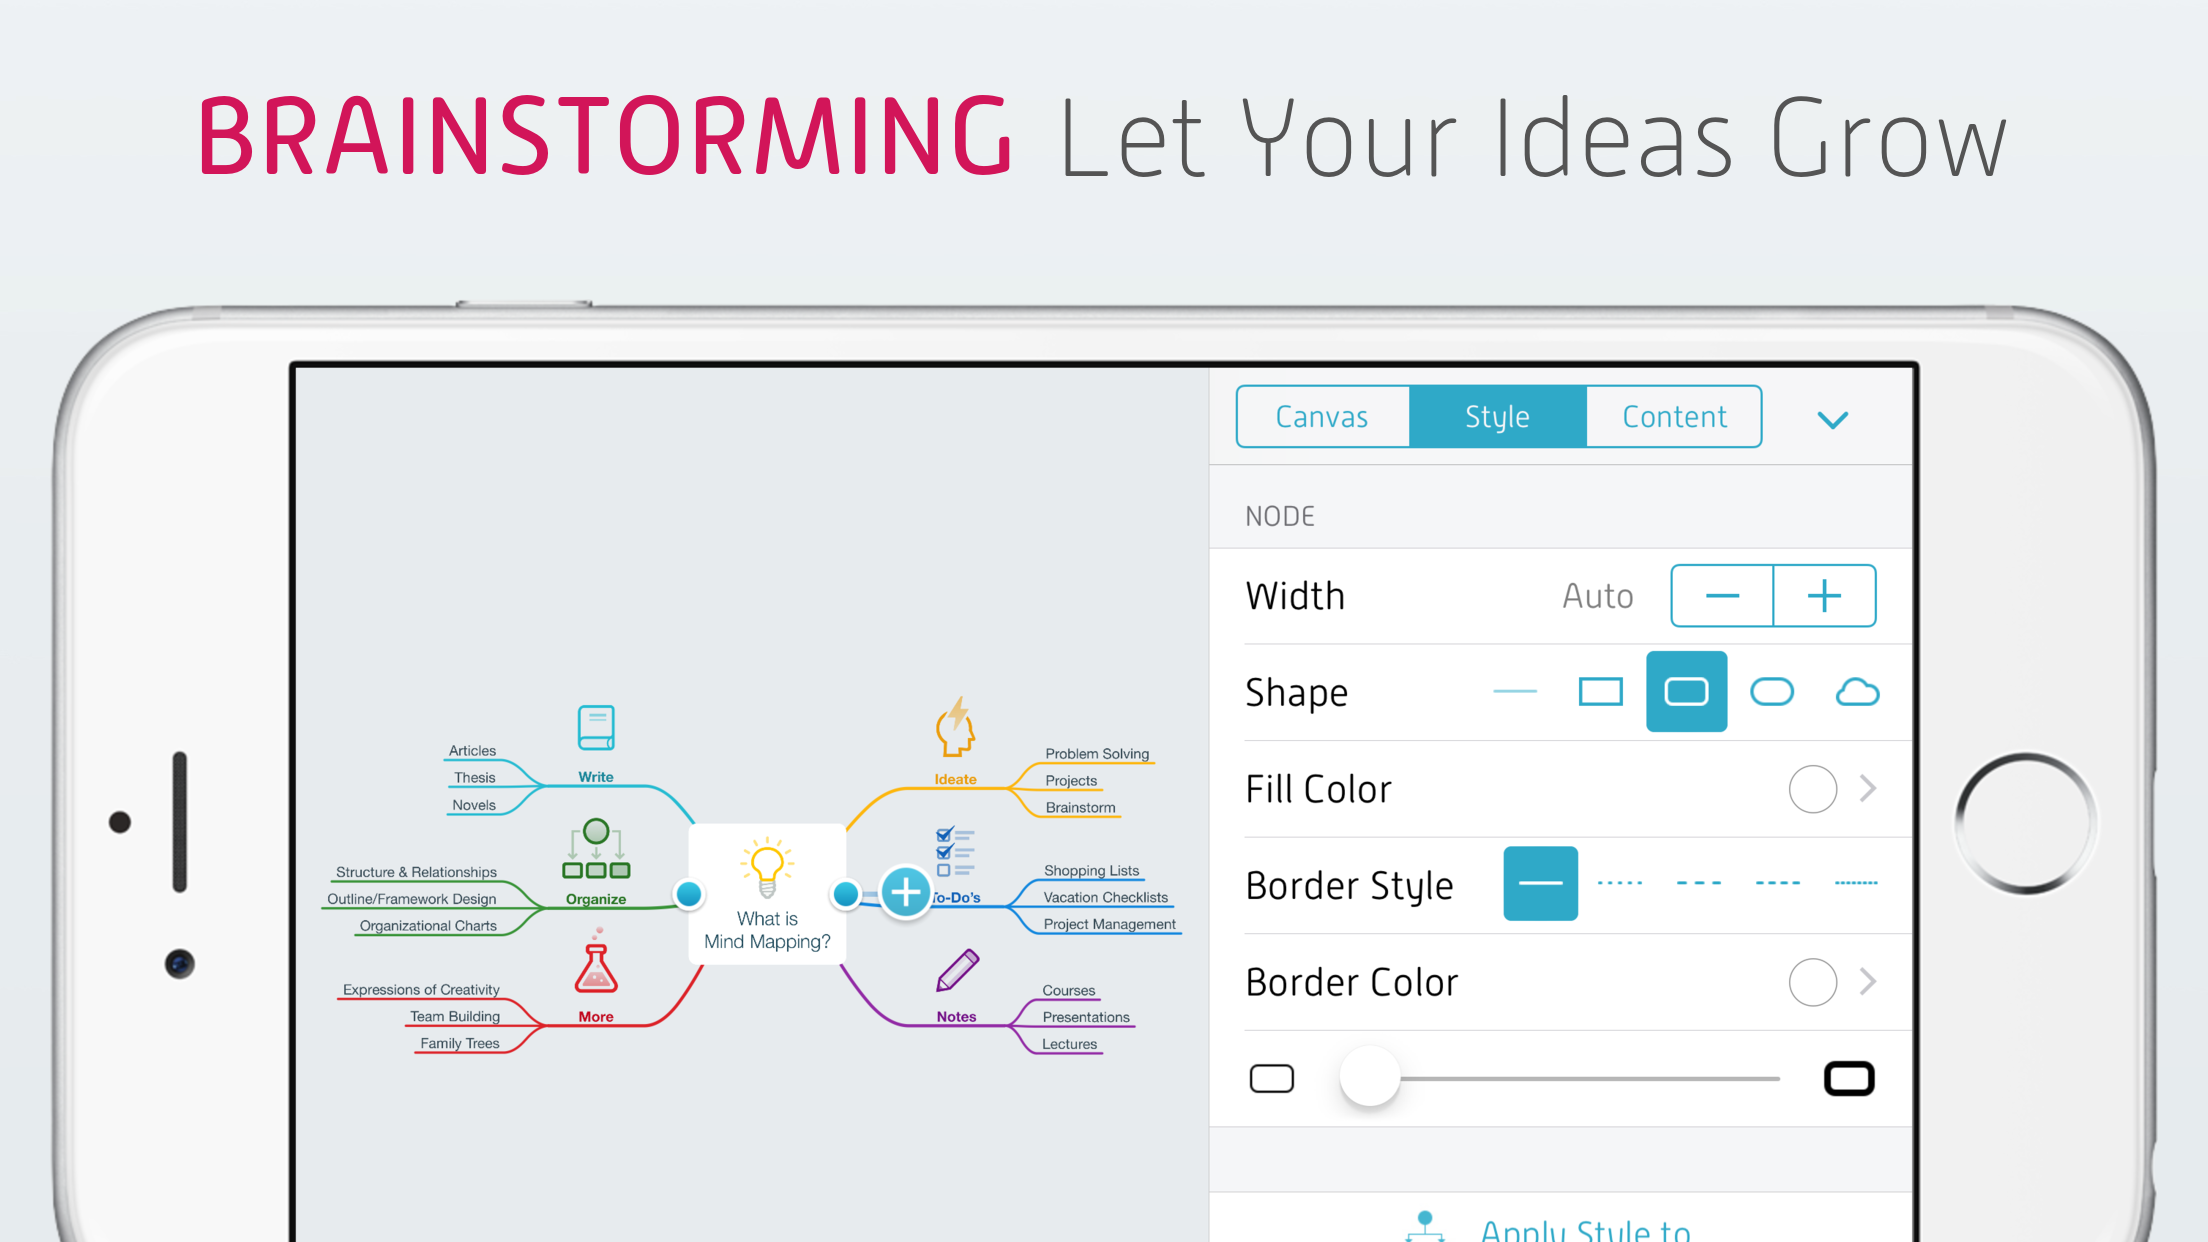 BRAINSTORMING Let Your Ideas Grow
Canvas
Style
Content
NODE
Width
Auto
Shape
Fill Color
Border Style
Border Color
Apply Style to
Articles
Thesis
Novels
Write
Structure & Relationships
Outline/Framework Design
Organizational Charts
Organize
Expressions of Creativity
Team Building
Family Trees
More
What is
Mind Mapping?
Ideate
Problem Solving
Projects
Brainstorm
To-Do's
Shopping Lists
Vacation Checklists
Project Management
Notes
Courses
Presentations
Lectures